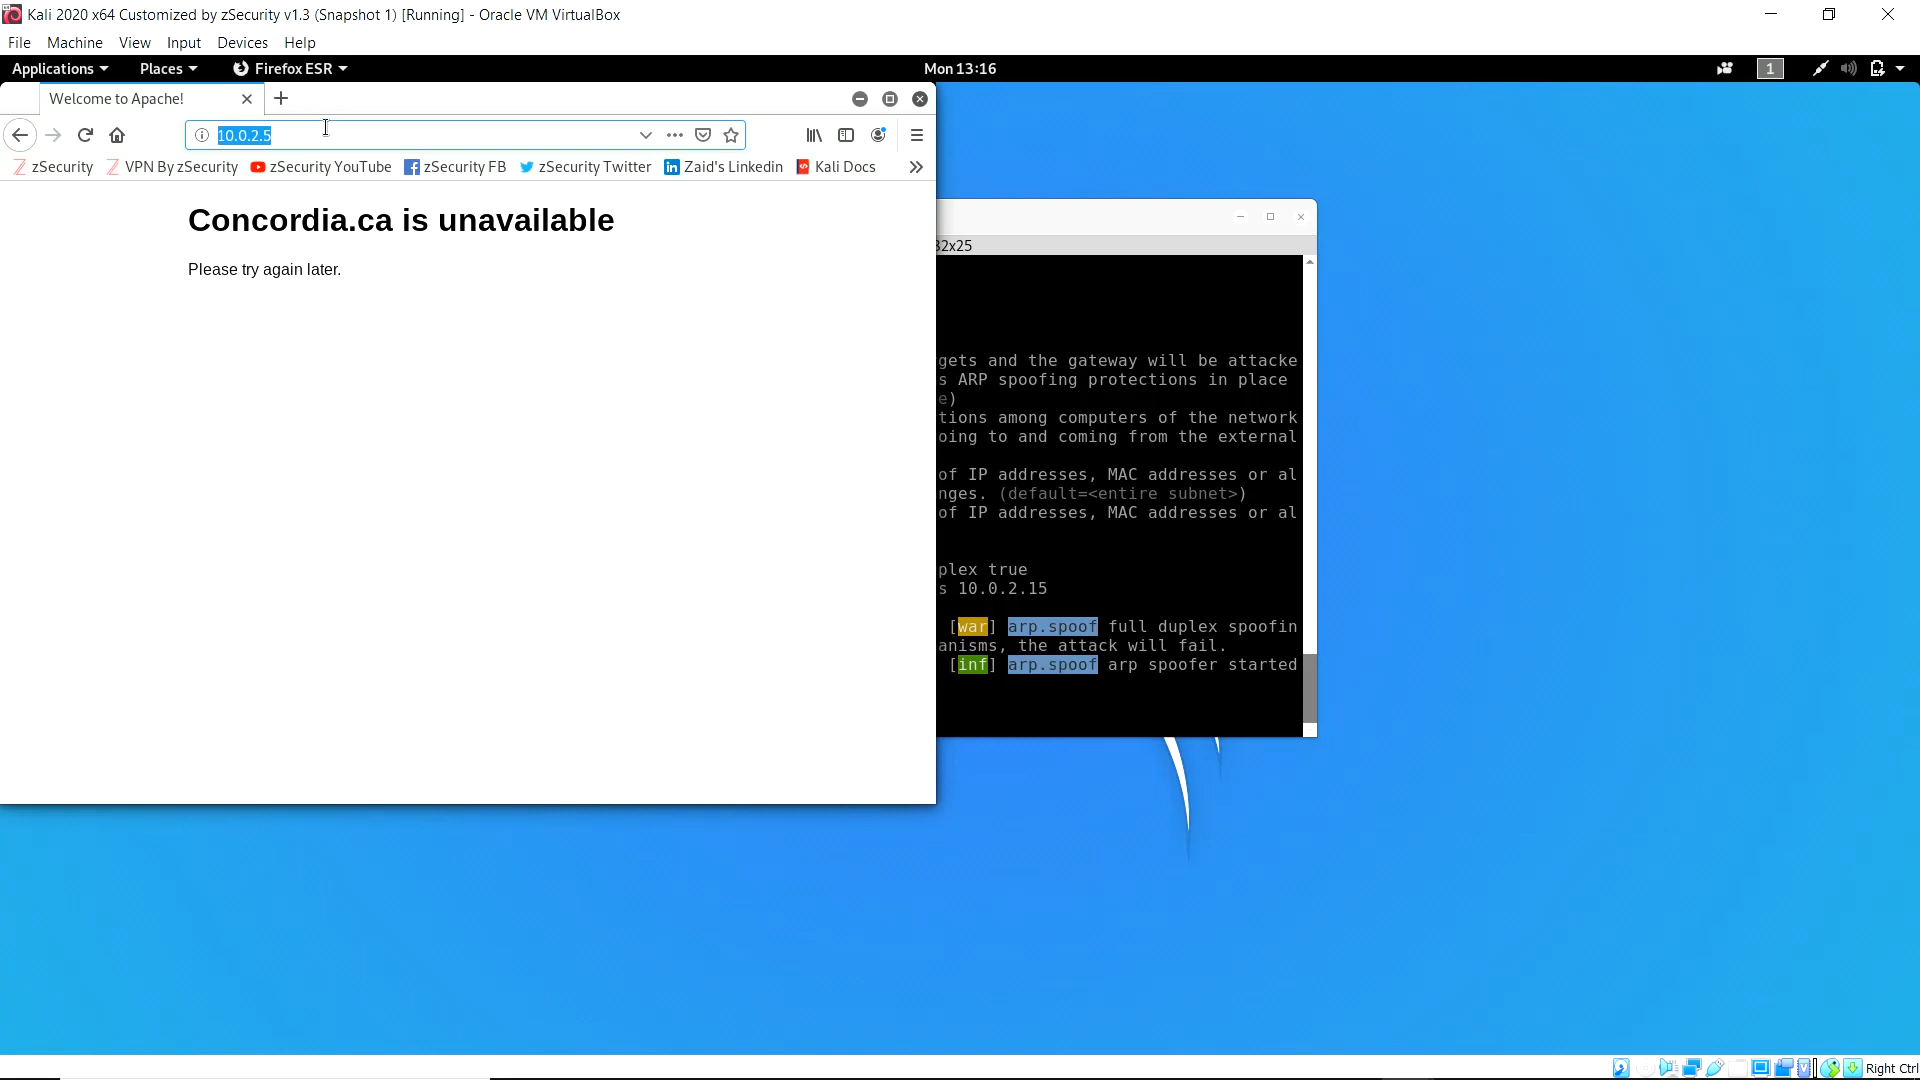 Kali 2020 x64 Customized by zSecurity v1.3 (Snapshot 1) [Running] - Oracle VM VirtualBox
File Machine View Input Devices Help
Applications Places Firefox ESR Mon 13:16 1
Welcome to Apache!
10.0.2.5
zSecurity VPN By zSecurity zSecurity YouTube zSecurity FB zSecurity Twitter Zaid's Linkedin Kali Docs
Concordia.ca is unavailable
Please try again later.
32x25
gets and the gateway will be attacke
s ARP spoofing protections in place
e)
tions among computers of the network
oing to and coming from the external
of IP addresses, MAC addresses or al
nges. (default=<entire subnet>)
of IP addresses, MAC addresses or al
plex true
s 10.0.2.15
[war] arp.spoof full duplex spoofin
anisms, the attack will fail.
[inf] arp.spoof arp spoofer started
Right Ctrl